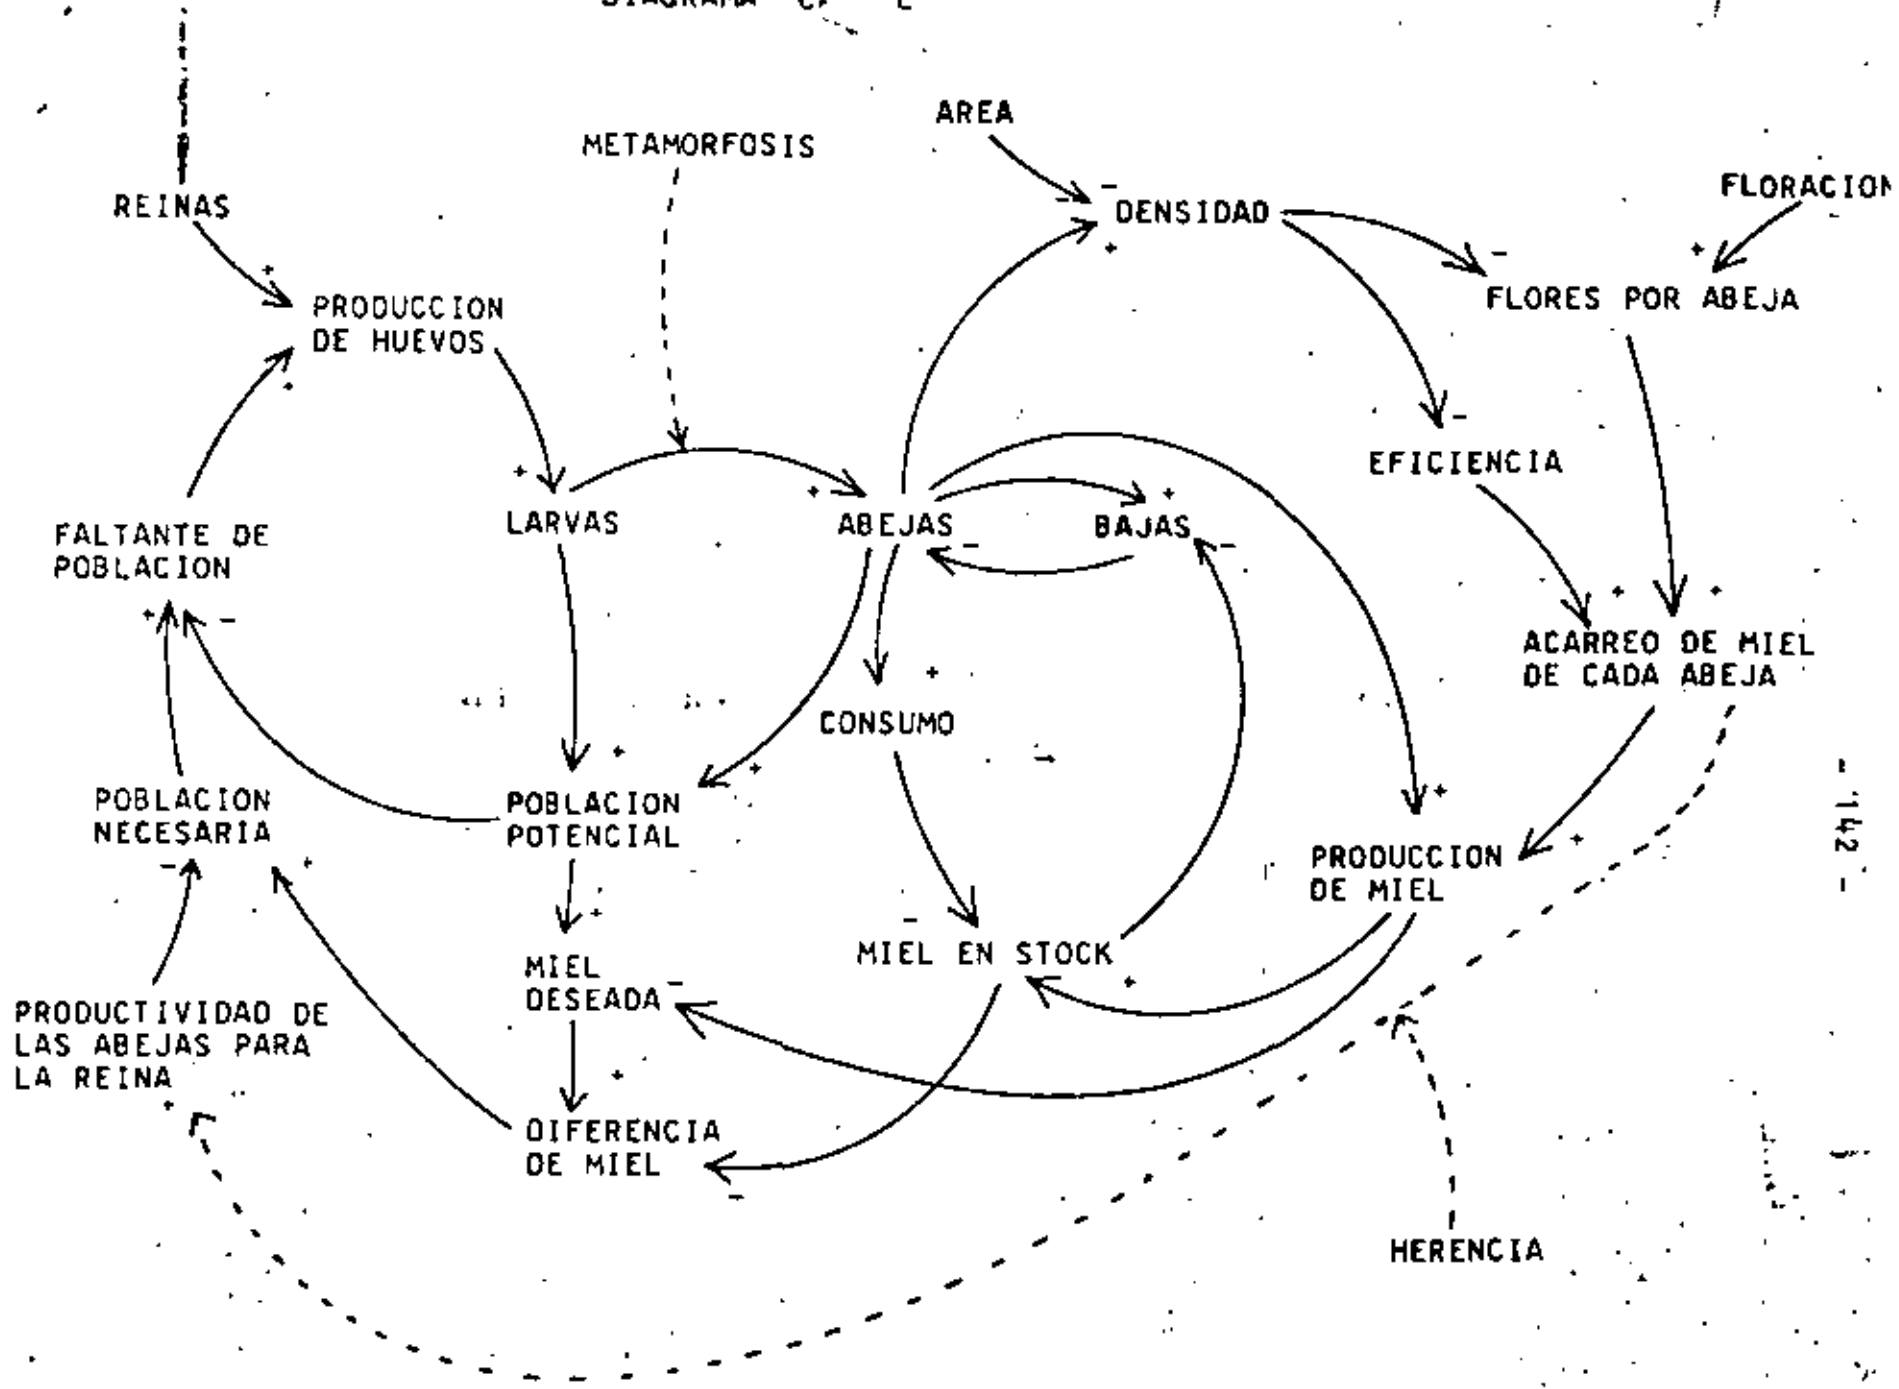 DIAGRAMA
AREA
METAMORFOSIS
FLORACION
REINAS
DENSIDAD
PRODUCCION
DE HUEVOS
FLORES POR ABEJA
EFICIENCIA
LARVAS
ABEJAS
BAJAS
FALTANTE DE
POBLACION
ACARREO DE MIEL
DE CADA ABEJA
CONSUMO
POBLACION
NECESARIA
POBLACION
POTENCIAL
PRODUCCION
DE MIEL
- 142 -
MIEL EN STOCK
MIEL
DESEADA
PRODUCTIVIDAD DE
LAS ABEJAS PARA
LA REINA
DIFERENCIA
DE MIEL
HERENCIA